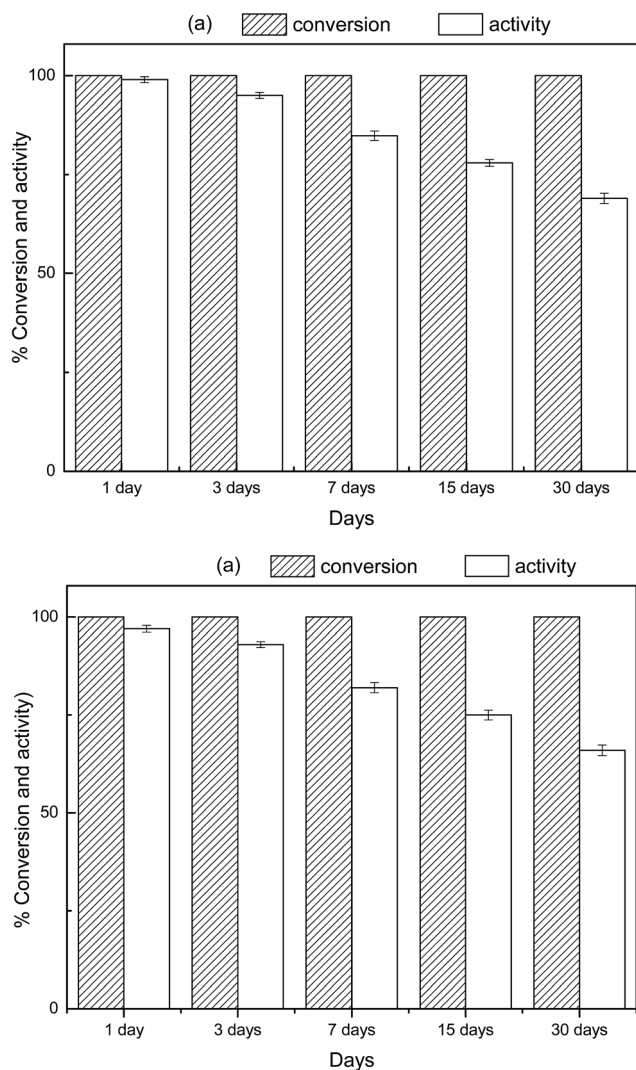 (a) conversion activity
% Conversion and activity
100
50
0
1 day 3 days 7 days 15 days 30 days
Days
(a) conversion activity
% Conversion and activity)
100
50
0
1 day 3 days 7 days 15 days 30 days
Days